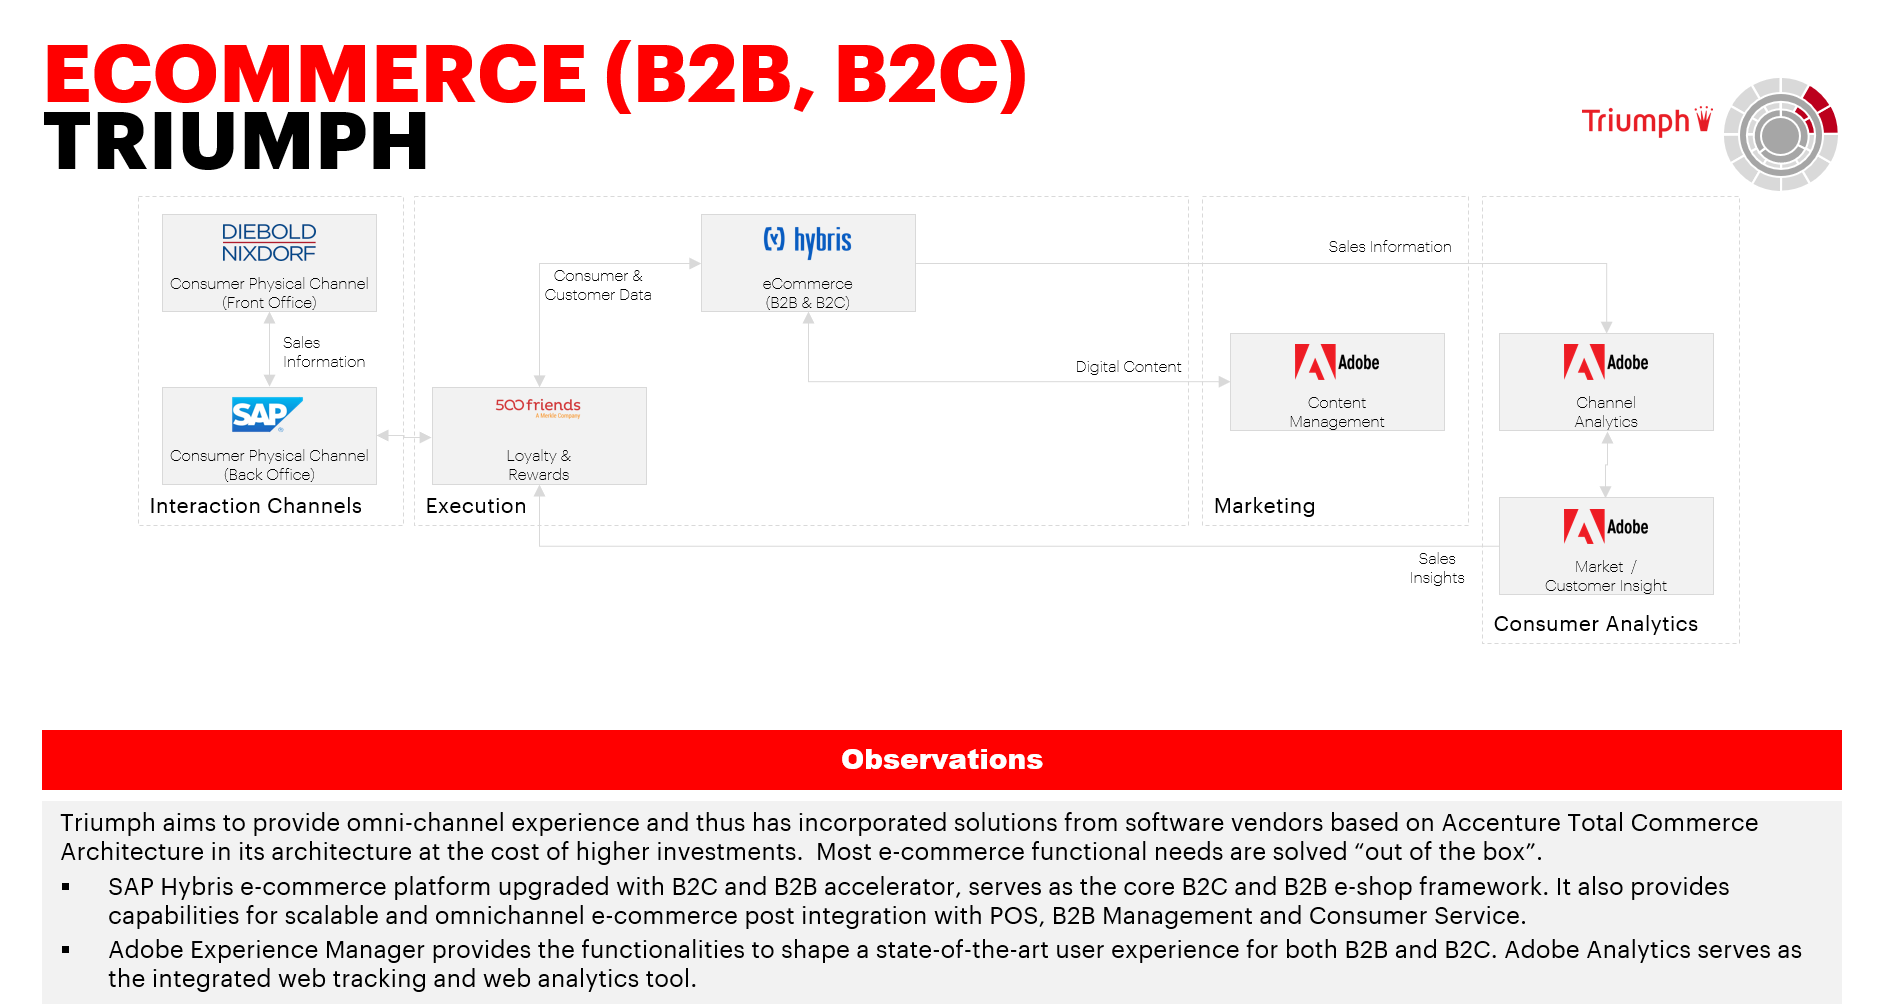 ECOMMERCE (B2B, B2C)
TRIUMPH
Triumph
DIEBOLD
NIXDORF
Consumer Physical Channel
(Front Office)
Sales
Information
SAP
®
Consumer Physical Channel
(Back Office)
Interaction Channels
Consumer &
Customer Data
500friends
A Merkle Company
Loyalty &
Rewards
Execution
hybris
eCommerce
(B2B & B2C)
Digital Content
Sales Information
Adobe
Content
Management
Marketing
Adobe
Channel
Analytics
Adobe
Market /
Customer Insight
Sales
Insights
Consumer Analytics
Observations
Triumph aims to provide omni-channel experience and thus has incorporated solutions from software vendors based on Accenture Total Commerce
Architecture in its architecture at the cost of higher investments.  Most e-commerce functional needs are solved “out of the box”.
▪ SAP Hybris e-commerce platform upgraded with B2C and B2B accelerator, serves as the core B2C and B2B e-shop framework. It also provides
capabilities for scalable and omnichannel e-commerce post integration with POS, B2B Management and Consumer Service.
▪ Adobe Experience Manager provides the functionalities to shape a state-of-the-art user experience for both B2B and B2C. Adobe Analytics serves as
the integrated web tracking and web analytics tool.